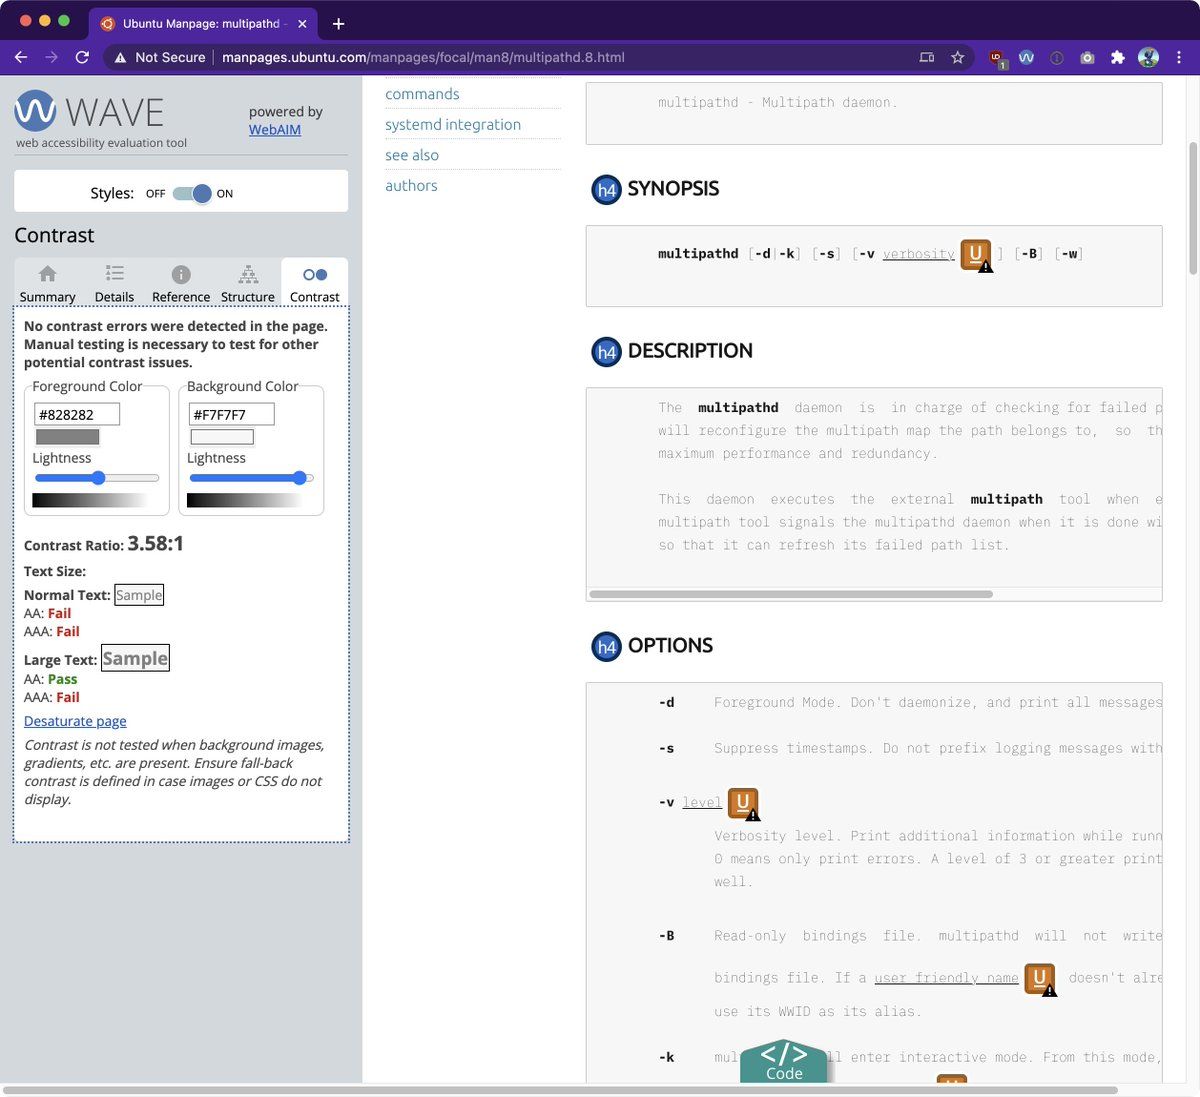 Ubuntu Manpage: multipathd -
Not Secure
manpages.ubuntu.com/manpages/focal/man8/multipathd.8.html
1
WAVE
web accessibility evaluation tool
powered by
WebAIM
Styles: OFF ON
Contrast
Summary Details Reference Structure Contrast
No contrast errors were detected in the page.
Manual testing is necessary to test for other
potential contrast issues.
Foreground Color Background Color
#828282 #F7F7F7
Lightness Lightness
Contrast Ratio: 3.58:1
Text Size:
Normal Text: Sample
AA: Fail
AAA: Fail
Large Text: Sample
AA: Pass
AAA: Fail
Desaturate page
Contrast is not tested when background images,
gradients, etc. are present. Ensure fall-back
contrast is defined in case images or CSS do not
display.
commands
systemd integration
see also
authors
multipathd - Multipath daemon.
h4 SYNOPSIS
multipathd [-d|-k] [-s] [-v verbosity U ] [-B] [-w]
h4 DESCRIPTION
The multipathd daemon is in charge of checking for failed p
will reconfigure the multipath map the path belongs to, so th
maximum performance and redundancy.
This daemon executes the external multipath tool when e
multipath tool signals the multipathd daemon when it is done wi
so that it can refresh its failed path list.
h4 OPTIONS
-d Foreground Mode. Don't daemonize, and print all messages
-s Suppress timestamps. Do not prefix logging messages with
-v level U
Verbosity level. Print additional information while runn
0 means only print errors. A level of 3 or greater print
well.
-B Read-only bindings file. multipathd will not write
bindings file. If a user_friendly_name U doesn't alre
use its WWID as its alias.
-k mul ll enter interactive mode. From this mode,
</> Code